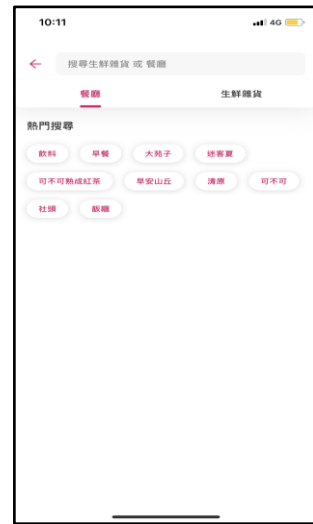 10:11 4G
搜尋生鮮雜貨 或 餐廳
餐廳 生鮮雜貨
熱門搜尋
飲料 早餐 大苑子 迷客夏
可不可熟成紅茶 早安山丘 清原 可不可
社頭 飯糰